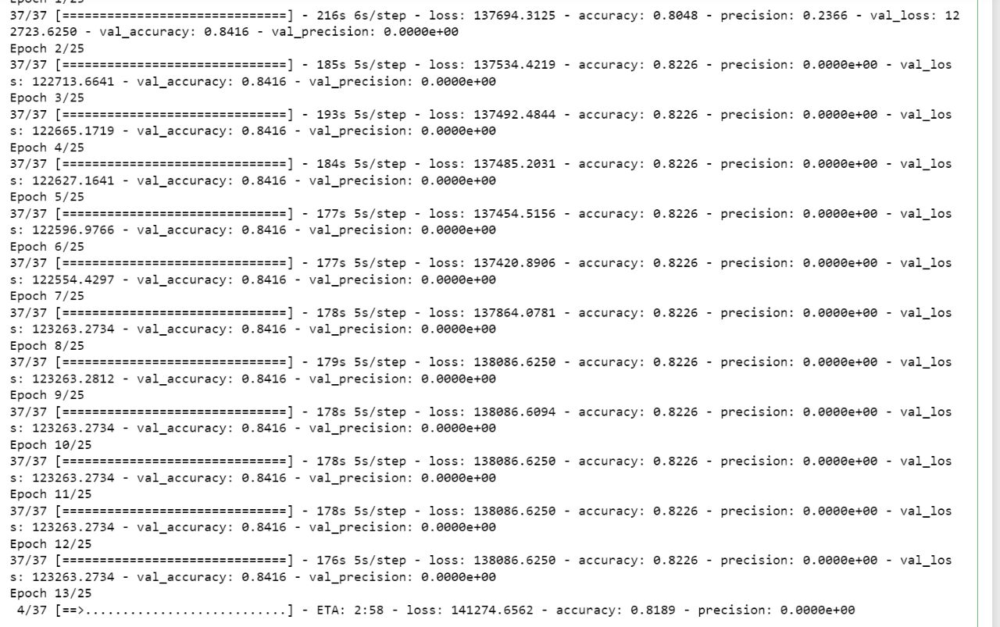 Epoch 1/25
37/37 [==============================] - 216s 6s/step - loss: 137694.3125 - accuracy: 0.8048 - precision: 0.2366 - val_loss: 12
2723.6250 - val_accuracy: 0.8416 - val_precision: 0.0000e+00
Epoch 2/25
37/37 [==============================] - 185s 5s/step - loss: 137534.4219 - accuracy: 0.8226 - precision: 0.0000e+00 - val_los
s: 122713.6641 - val_accuracy: 0.8416 - val_precision: 0.0000e+00
Epoch 3/25
37/37 [==============================] - 193s 5s/step - loss: 137492.4844 - accuracy: 0.8226 - precision: 0.0000e+00 - val_los
s: 122665.1719 - val_accuracy: 0.8416 - val_precision: 0.0000e+00
Epoch 4/25
37/37 [==============================] - 184s 5s/step - loss: 137485.2031 - accuracy: 0.8226 - precision: 0.0000e+00 - val_los
s: 122627.1641 - val_accuracy: 0.8416 - val_precision: 0.0000e+00
Epoch 5/25
37/37 [==============================] - 177s 5s/step - loss: 137454.5156 - accuracy: 0.8226 - precision: 0.0000e+00 - val_los
s: 122596.9766 - val_accuracy: 0.8416 - val_precision: 0.0000e+00
Epoch 6/25
37/37 [==============================] - 177s 5s/step - loss: 137420.8906 - accuracy: 0.8226 - precision: 0.0000e+00 - val_los
s: 122554.4297 - val_accuracy: 0.8416 - val_precision: 0.0000e+00
Epoch 7/25
37/37 [==============================] - 178s 5s/step - loss: 137864.0781 - accuracy: 0.8226 - precision: 0.0000e+00 - val_los
s: 123263.2734 - val_accuracy: 0.8416 - val_precision: 0.0000e+00
Epoch 8/25
37/37 [==============================] - 179s 5s/step - loss: 138086.6250 - accuracy: 0.8226 - precision: 0.0000e+00 - val_los
s: 123263.2812 - val_accuracy: 0.8416 - val_precision: 0.0000e+00
Epoch 9/25
37/37 [==============================] - 178s 5s/step - loss: 138086.6094 - accuracy: 0.8226 - precision: 0.0000e+00 - val_los
s: 123263.2734 - val_accuracy: 0.8416 - val_precision: 0.0000e+00
Epoch 10/25
37/37 [==============================] - 178s 5s/step - loss: 138086.6250 - accuracy: 0.8226 - precision: 0.0000e+00 - val_los
s: 123263.2734 - val_accuracy: 0.8416 - val_precision: 0.0000e+00
Epoch 11/25
37/37 [==============================] - 178s 5s/step - loss: 138086.6250 - accuracy: 0.8226 - precision: 0.0000e+00 - val_los
s: 123263.2734 - val_accuracy: 0.8416 - val_precision: 0.0000e+00
Epoch 12/25
37/37 [==============================] - 176s 5s/step - loss: 138086.6250 - accuracy: 0.8226 - precision: 0.0000e+00 - val_los
s: 123263.2734 - val_accuracy: 0.8416 - val_precision: 0.0000e+00
Epoch 13/25
4/37 [==>...........................] - ETA: 2:58 - loss: 141274.6562 - accuracy: 0.8189 - precision: 0.0000e+00